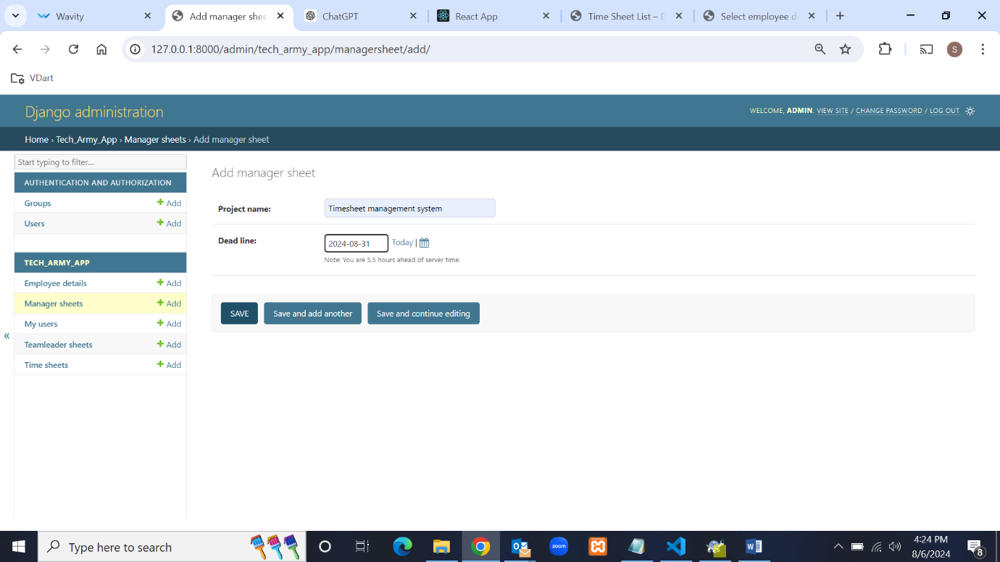 Wavity
Add manager shee
ChatGPT
React App
Time Sheet List – D
Select employee d
127.0.0.1:8000/admin/tech_army_app/managersheet/add/
S
VDart
Django administration
WELCOME, ADMIN. VIEW SITE / CHANGE PASSWORD / LOG OUT
Home › Tech_Army_App › Manager sheets › Add manager sheet
Start typing to filter...
AUTHENTICATION AND AUTHORIZATION
Groups + Add
Users + Add
TECH_ARMY_APP
Employee details + Add
Manager sheets + Add
My users + Add
Teamleader sheets + Add
Time sheets + Add
«
Add manager sheet
Project name: Timesheet management system
Dead line: 2024-08-31 Today |
Note: You are 5.5 hours ahead of server time.
SAVE Save and add another Save and continue editing
Type here to search
zoom
4:24 PM
8/6/2024
8